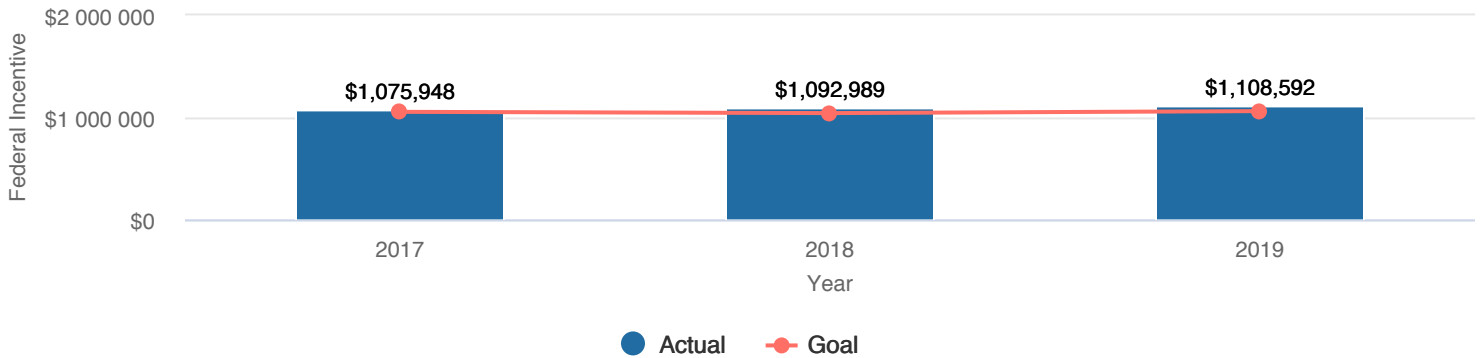 $2 000 000
$1 000 000
$0
Federal Incentive
$1,075,948
$1,092,989
$1,108,592
2017
2018
2019
Year
Actual
Goal